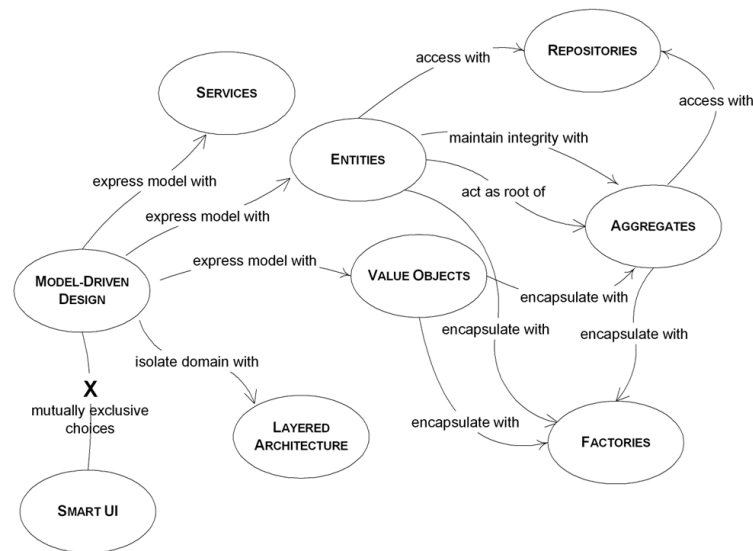 REPOSITORIES
access with
SERVICES
access with
maintain integrity with
ENTITIES
express model with
act as root of
express model with
AGGREGATES
express model with
VALUE OBJECTS
MODEL-DRIVEN
DESIGN
encapsulate with
encapsulate with
encapsulate with
isolate domain with
X
mutually exclusive
choices
encapsulate with
LAYERED
ARCHITECTURE
FACTORIES
SMART UI